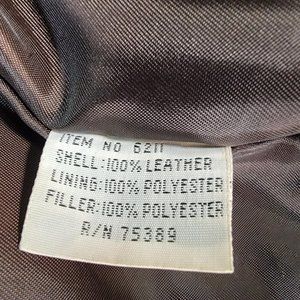 ITEM NO 6211
SHELL:100% LEATHER
LINING:100% POLYESTER
FILLER:100% POLYESTER
R/N 75389